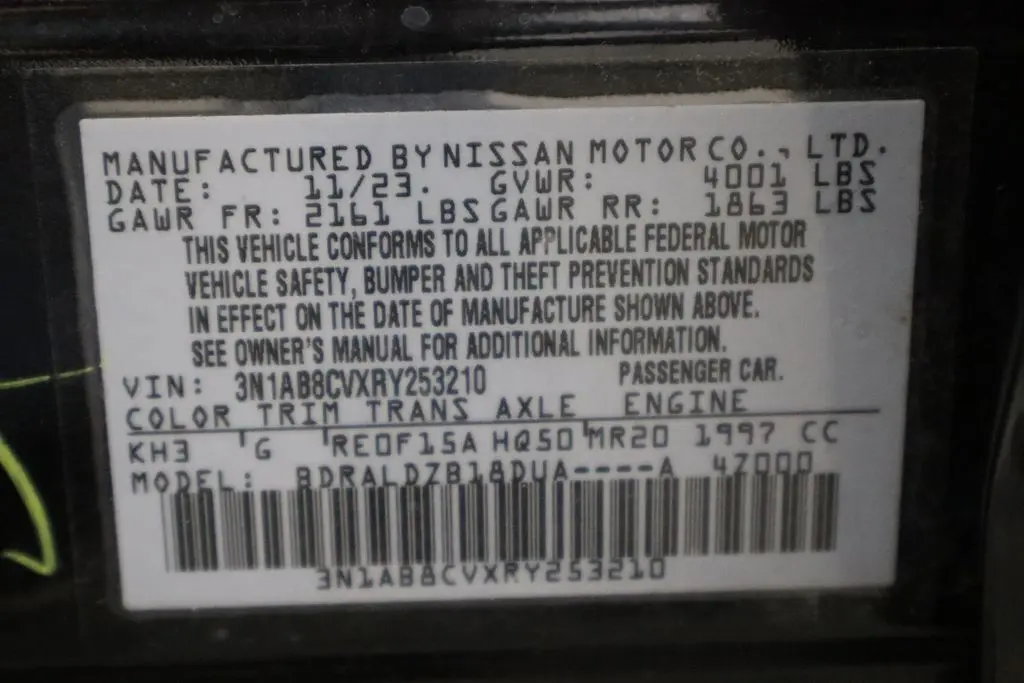 MANUFACTURED BY NISSAN MOTOR CO., LTD.
DATE: 11/23. GVWR: 4001 LBS
GAWR FR: 2161 LBS GAWR RR: 1863 LBS
THIS VEHICLE CONFORMS TO ALL APPLICABLE FEDERAL MOTOR
VEHICLE SAFETY, BUMPER AND THEFT PREVENTION STANDARDS
IN EFFECT ON THE DATE OF MANUFACTURE SHOWN ABOVE.
SEE OWNER'S MANUAL FOR ADDITIONAL INFORMATION.
VIN: 3N1AB8CVXRY253210 PASSENGER CAR.
COLOR TRIM TRANS AXLE ENGINE
KH3 G RE0F15A HQ50 MR20 1997 CC
MODEL: BDRALDZB18DUA----A 4Z000
3N1AB8CVXRY253210